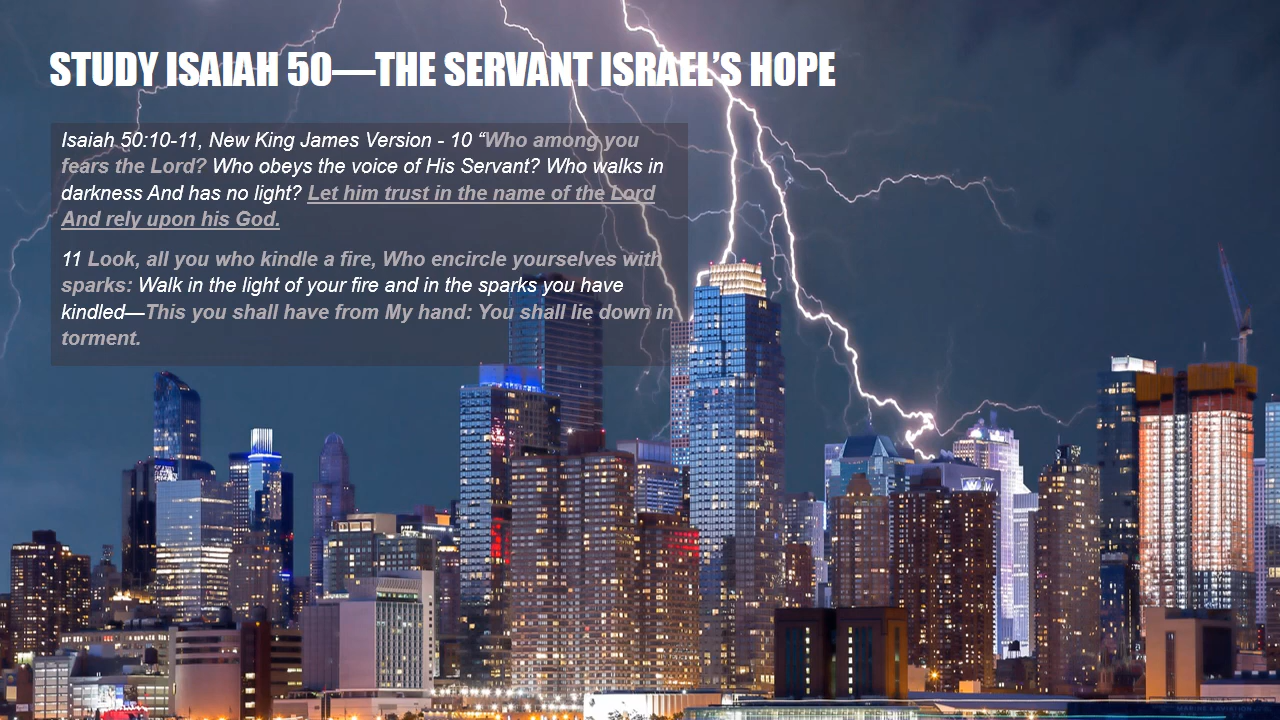 STUDY ISAIAH 50—THE SERVANT ISRAEL’S HOPE
Isaiah 50:10-11, New King James Version - 10 “Who among you
fears the Lord? Who obeys the voice of His Servant? Who walks in
darkness And has no light? Let him trust in the name of the Lord
And rely upon his God.
11 Look, all you who kindle a fire, Who encircle yourselves with
sparks: Walk in the light of your fire and in the sparks you have
kindled—This you shall have from My hand: You shall lie down in
torment.